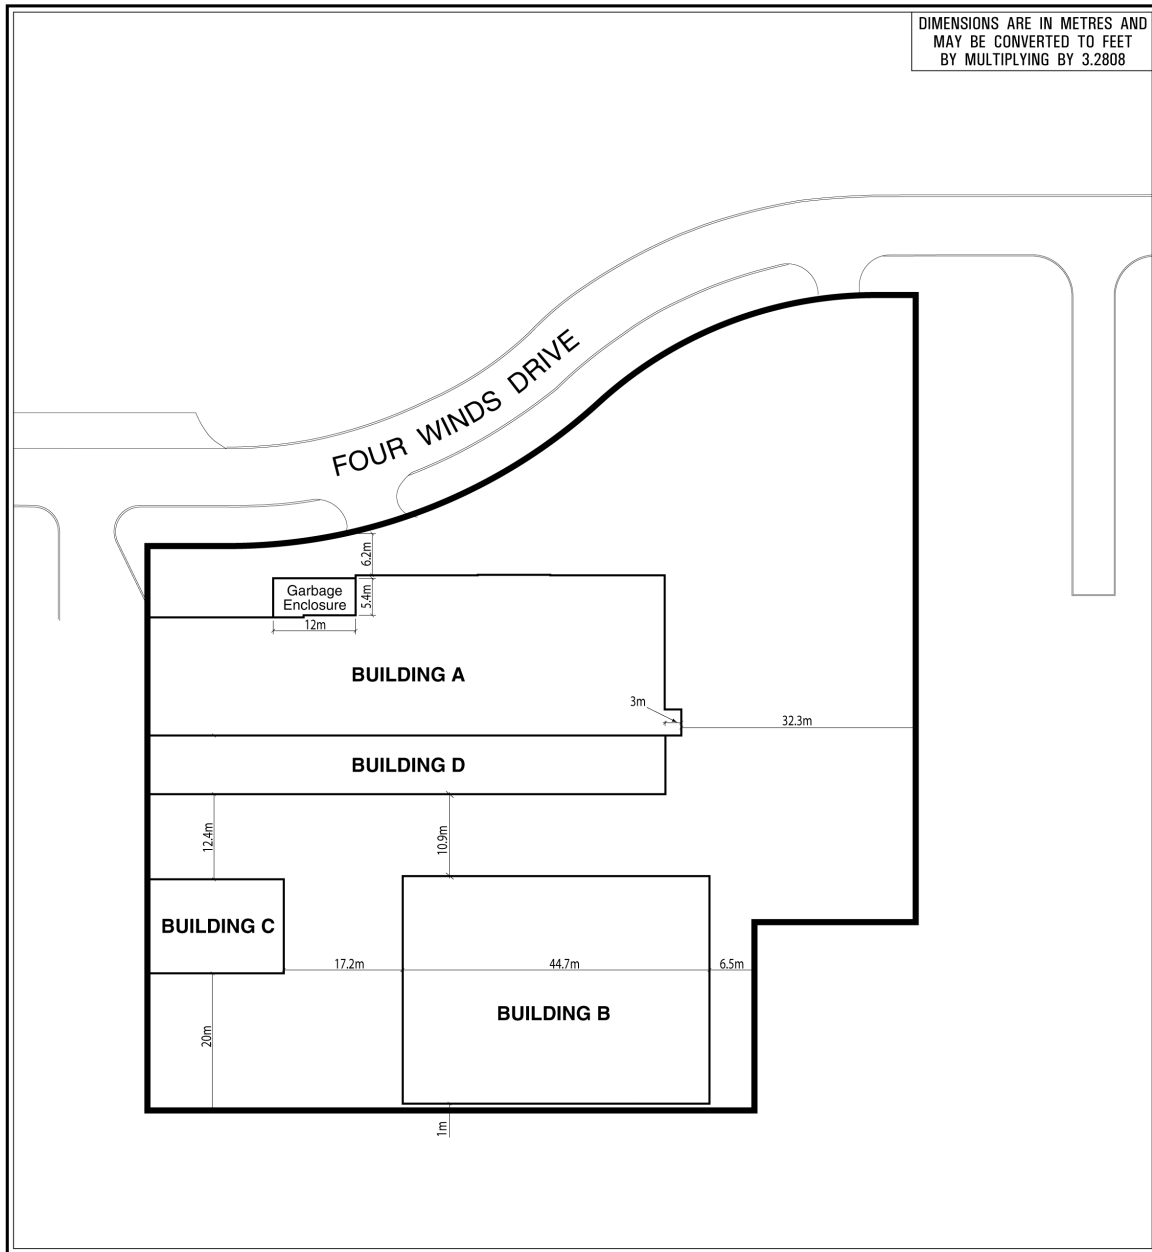 DIMENSIONS ARE IN METRES AND
MAY BE CONVERTED TO FEET
BY MULTIPLYING BY 3.2808
FOUR WINDS DRIVE
6.2m
Garbage
Enclosure
5.4m
12m
BUILDING A
3m
32.3m
BUILDING D
12.4m
10.9m
BUILDING C
17.2m
44.7m
6.5m
BUILDING B
20m
1m